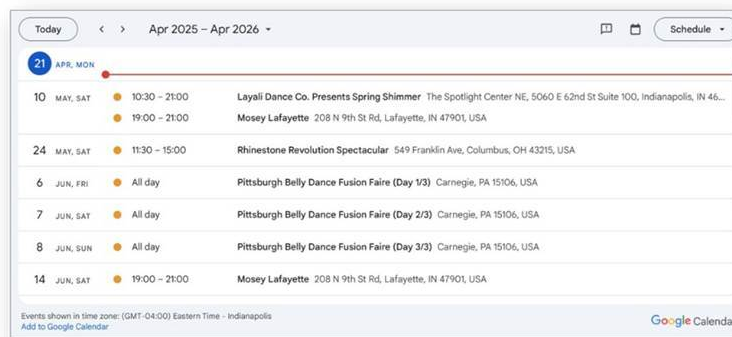 Today < > Apr 2025 – Apr 2026 Schedule
21 APR, MON
10 MAY, SAT 10:30 – 21:00 Layali Dance Co. Presents Spring Shimmer The Spotlight Center NE, 5060 E 62nd St Suite 100, Indianapolis, IN 46...
19:00 – 21:00 Mosey Lafayette 208 N 9th St Rd, Lafayette, IN 47901, USA
24 MAY, SAT 11:30 – 15:00 Rhinestone Revolution Spectacular 549 Franklin Ave, Columbus, OH 43215, USA
6 JUN, FRI All day Pittsburgh Belly Dance Fusion Faire (Day 1/3) Carnegie, PA 15106, USA
7 JUN, SAT All day Pittsburgh Belly Dance Fusion Faire (Day 2/3) Carnegie, PA 15106, USA
8 JUN, SUN All day Pittsburgh Belly Dance Fusion Faire (Day 3/3) Carnegie, PA 15106, USA
14 JUN, SAT 19:00 – 21:00 Mosey Lafayette 208 N 9th St Rd, Lafayette, IN 47901, USA
Events shown in time zone: (GMT-04:00) Eastern Time - Indianapolis
Add to Google Calendar
Google Calenda